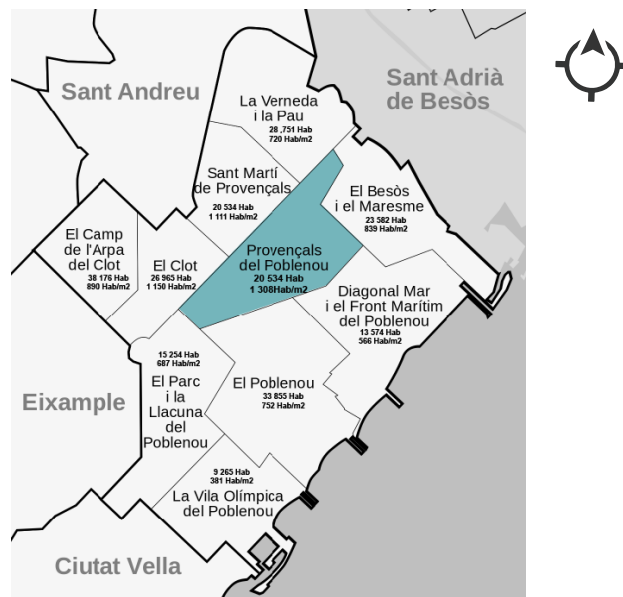 Sant Andreu
Sant Adrià
de Besòs
La Verneda
i la Pau
28 ,751 Hab
720 Hab/m2
Sant Martí
de Provençals
20 534 Hab
1 111 Hab/m2
El Besòs
i el Maresme
23 582 Hab
839 Hab/m2
El Camp
de l'Arpa
del Clot
38 176 Hab
890 Hab/m2
El Clot
26 965 Hab
1 150 Hab/m2
Provençals
del Poblenou
20 534 Hab
1 308Hab/m2
Diagonal Mar
i el Front Marítim
del Poblenou
13 574 Hab
566 Hab/m2
15 254 Hab
687 Hab/m2
El Parc
i la
Llacuna
del
Poblenou
El Poblenou
33 855 Hab
752 Hab/m2
Eixample
9 265 Hab
381 Hab/m2
La Vila Olímpica
del Poblenou
Ciutat Vella